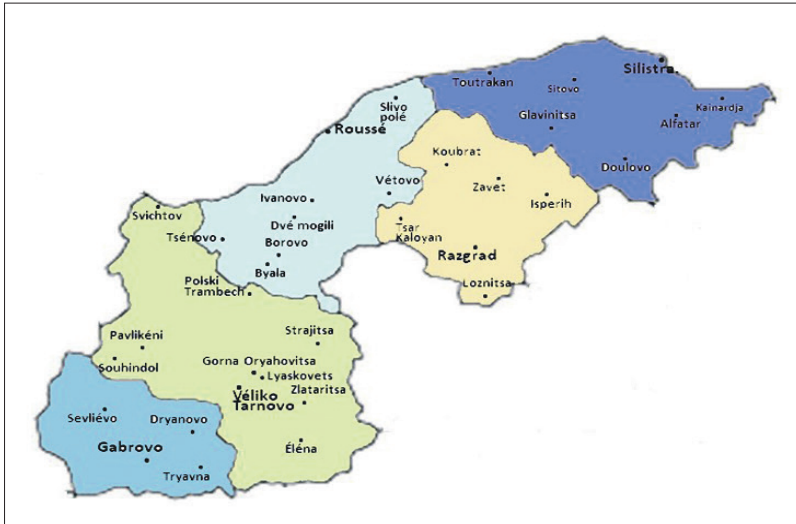 Silistra
Toutrakan
Sitovo
Kainardja
Slivo
polé
Glavinitsa
Alfatar
Roussé
Koubrat
Doulovo
Vétovo
Zavet
Isperih
Ivanovo
Svichtov
Dvé mogili
Tsar
Kaloyan
Tsénovo
Borovo
Razgrad
Byala
Polski
Trambech
Loznitsa
Strajitsa
Pavlikéni
Souhindol
Gorna Oryahovitsa
Lyaskovets
Véliko
Tarnovo
Zlataritsa
Sevliévo
Dryanovo
Gabrovo
Éléna
Tryavna